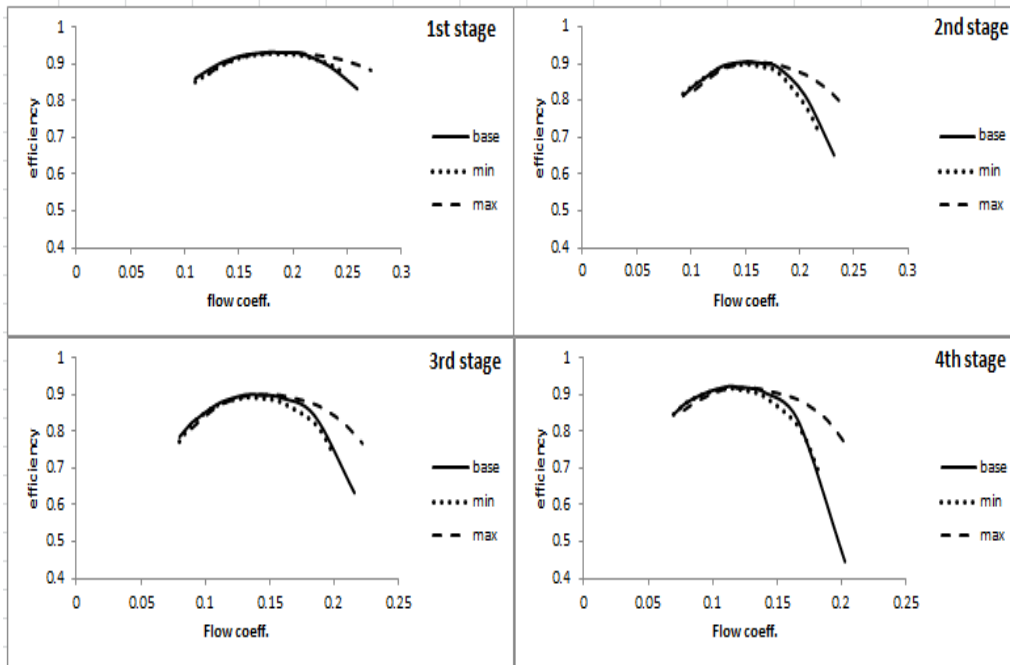 1st stage
1
0.9
0.8
0.7
0.6
0.5
0.4
efficiency
base
min
max
0
0.05
0.1
0.15
0.2
0.25
0.3
flow coeff.
2nd stage
1
0.9
0.8
0.7
0.6
0.5
0.4
efficiency
base
min
max
0
0.05
0.1
0.15
0.2
0.25
0.3
Flow coeff.
3rd stage
1
0.9
0.8
0.7
0.6
0.5
0.4
efficiency
base
min
max
0
0.05
0.1
0.15
0.2
0.25
Flow coeff.
4th stage
1
0.9
0.8
0.7
0.6
0.5
0.4
efficiency
base
min
max
0
0.05
0.1
0.15
0.2
0.25
Flow coeff.